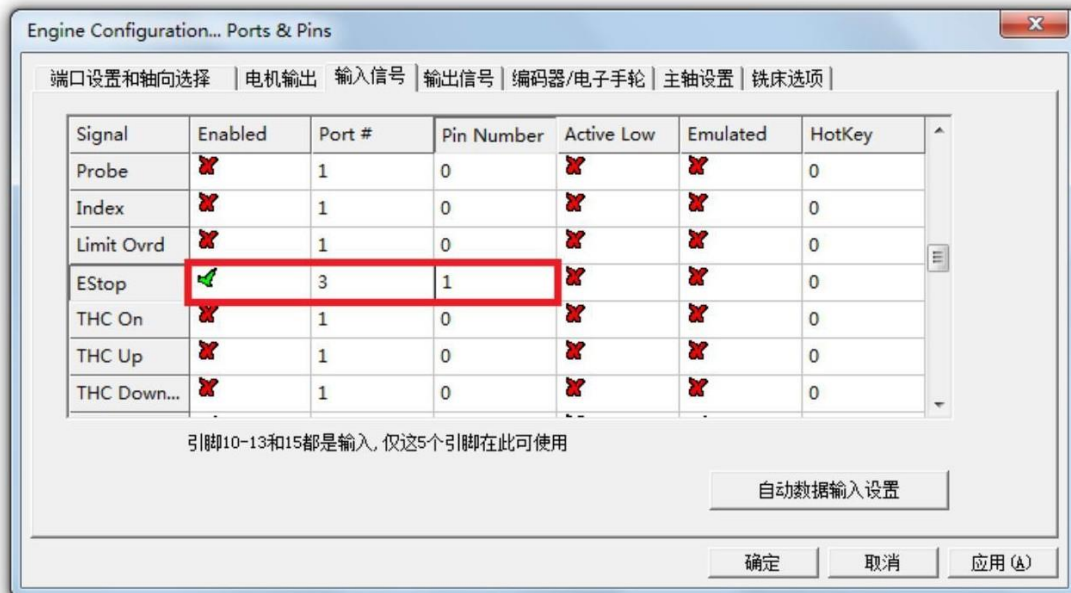 Engine Configuration... Ports & Pins
端口设置和轴向选择 电机输出 输入信号 输出信号 编码器/电子手轮 主轴设置 铣床选项
Signal Enabled Port # Pin Number Active Low Emulated HotKey
Probe 1 0 0
Index 1 0 0
Limit Ovrd 1 0 0
EStop 3 1 0
THC On 1 0 0
THC Up 1 0 0
THC Down... 1 0 0
引脚10-13和15都是输入,仅这5个引脚在此可使用
自动数据输入设置
确定 取消 应用(A)